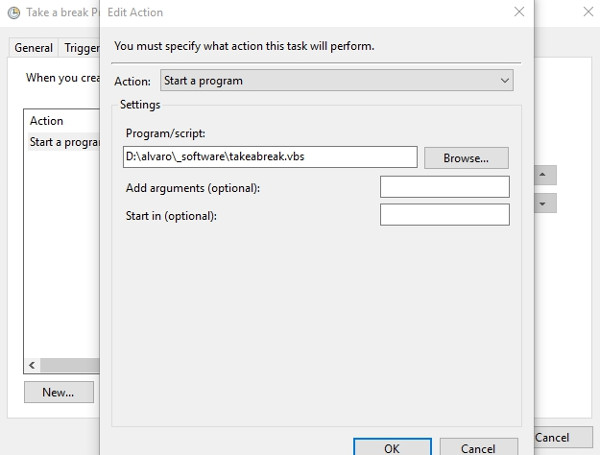 Take a break P
Edit Action
General
Trigger
You must specify what action this task will perform.
When you crea
Action:
Start a program
Settings
Action
Program/script:
Start a progra
D:\alvaro\_software\takeabreak.vbs
Browse...
Add arguments (optional):
Start in (optional):
New...
OK
Cancel
Cancel